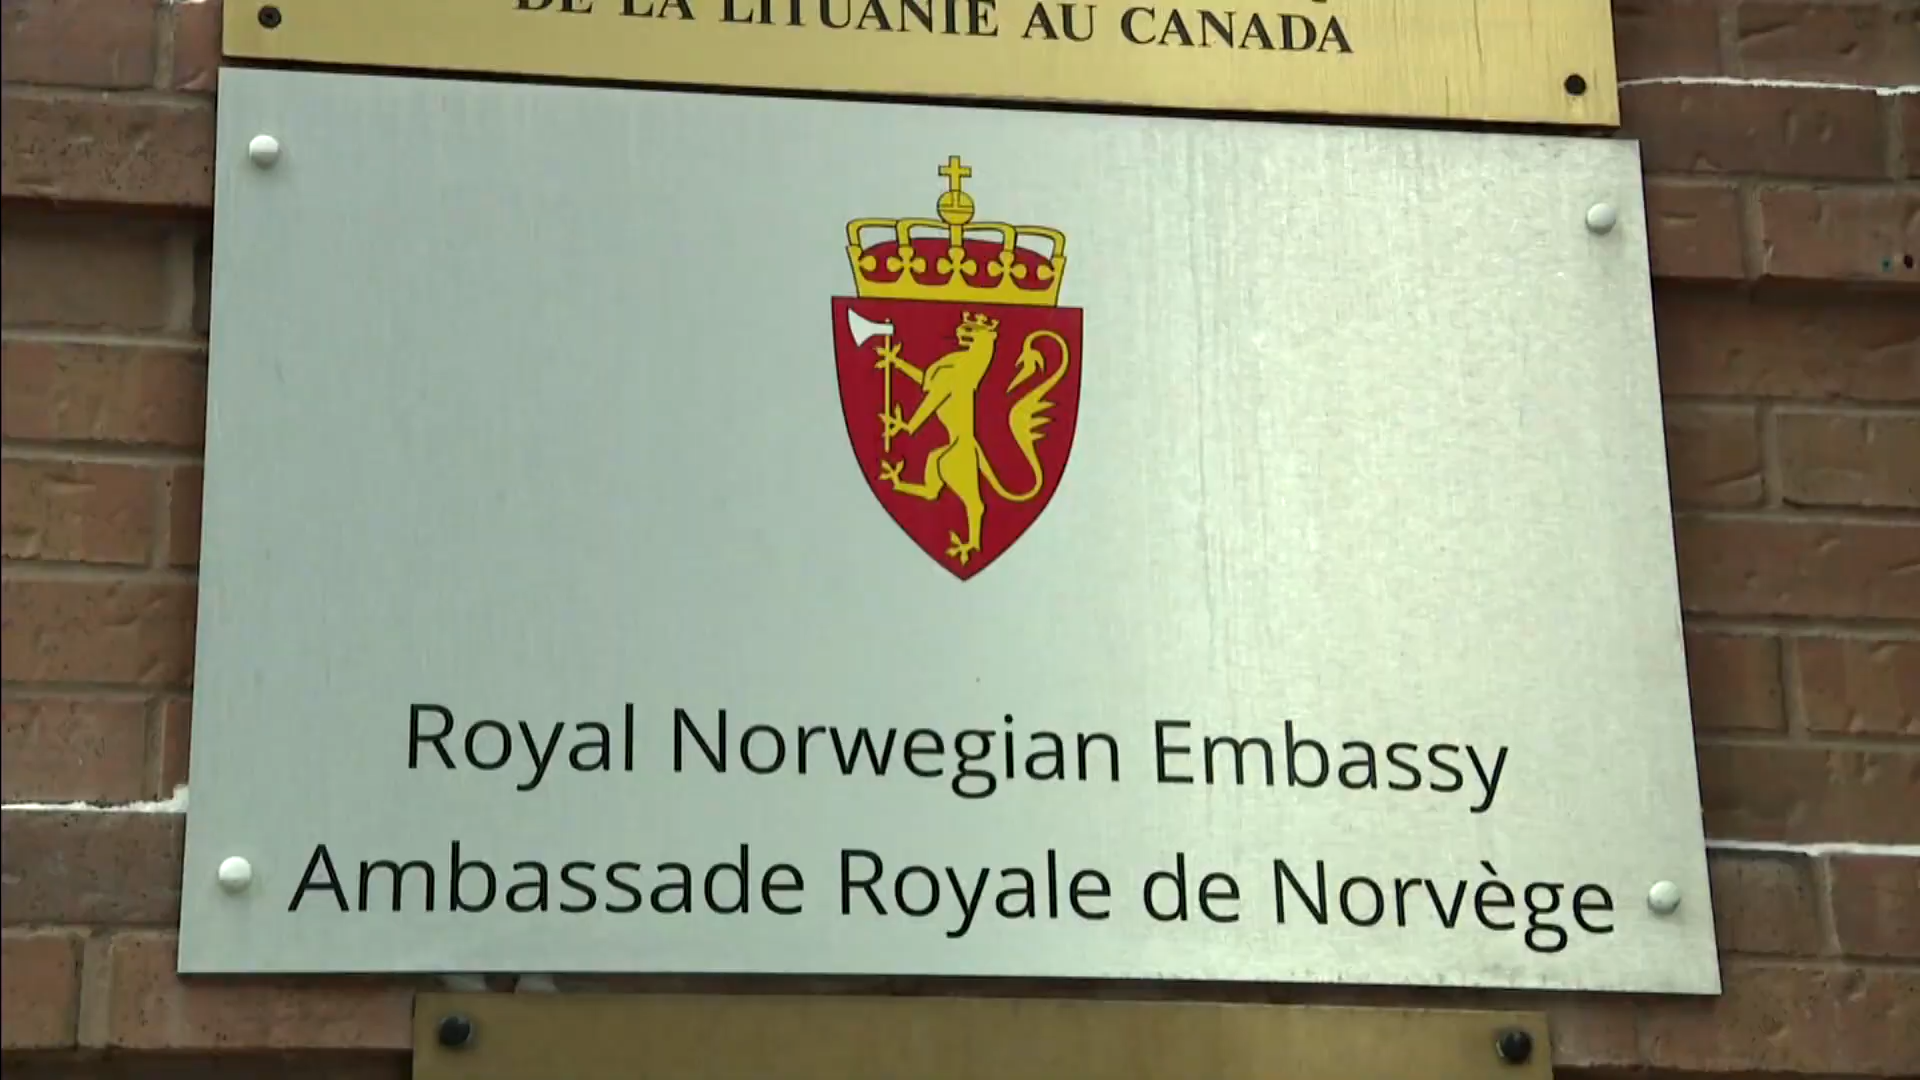 DE LA LITUANIE AU CANADA
Royal Norwegian Embassy
Ambassade Royale de Norvège